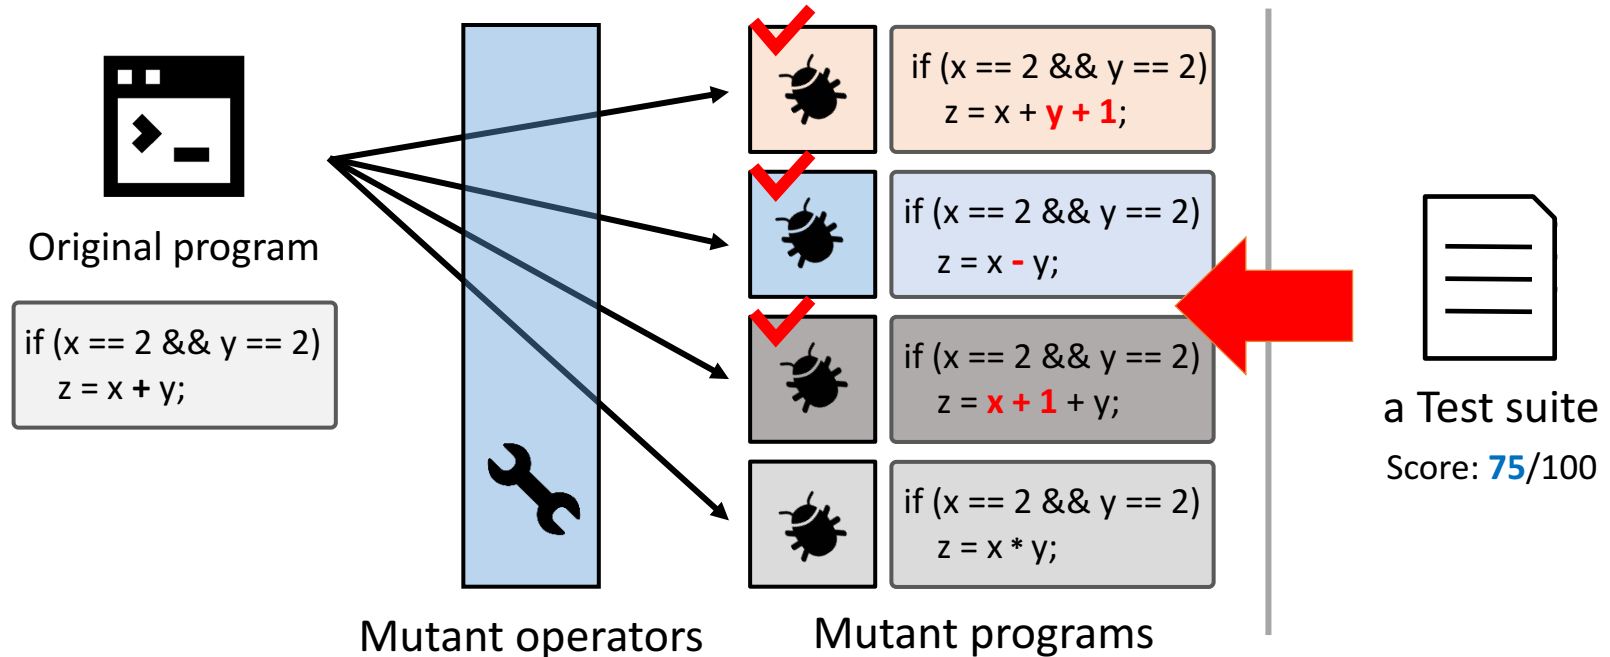 Original program
if (x == 2 && y == 2)
z = x + y;
Mutant operators
if (x == 2 && y == 2)
z = x + y + 1;
if (x == 2 && y == 2)
z = x - y;
if (x == 2 && y == 2)
z = x + 1 + y;
if (x == 2 && y == 2)
z = x * y;
Mutant programs
a Test suite
Score: 75/100